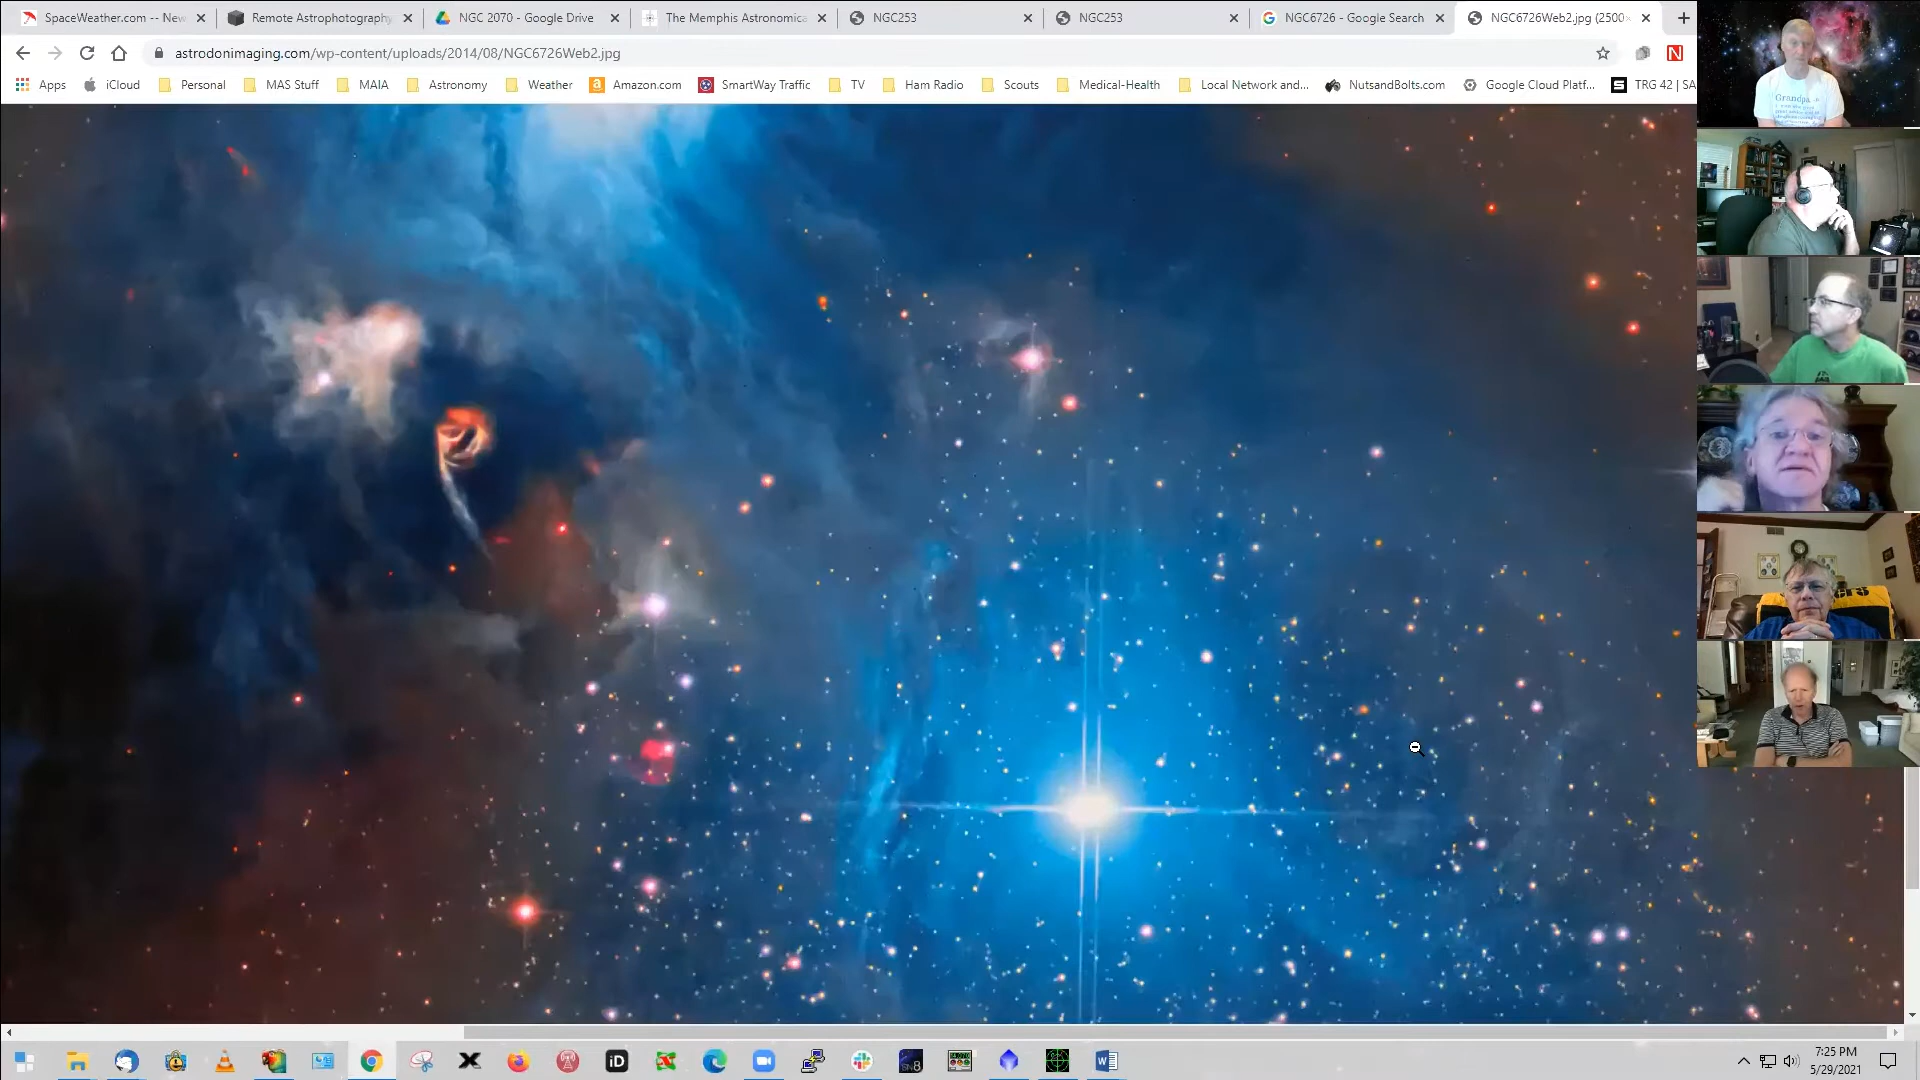 SpaceWeather.com -- New
Remote Astrophotography
NGC 2070 - Google Drive
The Memphis Astronomica
NGC253
NGC253
NGC6726 - Google Search
NGC6726Web2.jpg (2500×
astrodonimaging.com/wp-content/uploads/2014/08/NGC6726Web2.jpg
Apps
iCloud
Personal
MAS Stuff
MAIA
Astronomy
Weather
Amazon.com
SmartWay Traffic
TV
Ham Radio
Scouts
Medical-Health
Local Network and...
NutsandBolts.com
Google Cloud Platf...
TRG 42 | SA
Grandpa
7:25 PM
5/29/2021